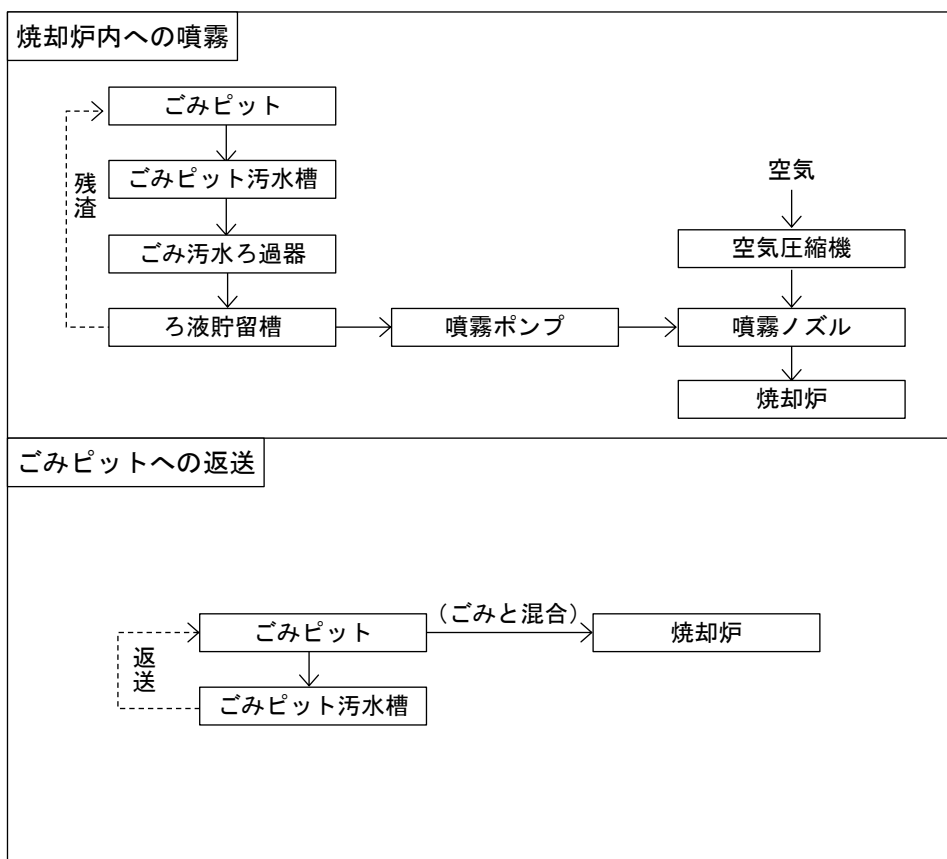 焼却炉内への噴霧
ごみピット
ごみピット汚水槽
残渣
空気
ごみ汚水ろ過器
空気圧縮機
ろ液貯留槽
噴霧ポンプ
噴霧ノズル
焼却炉
ごみピットへの返送
（ごみと混合）
ごみピット
焼却炉
返送
ごみピット汚水槽